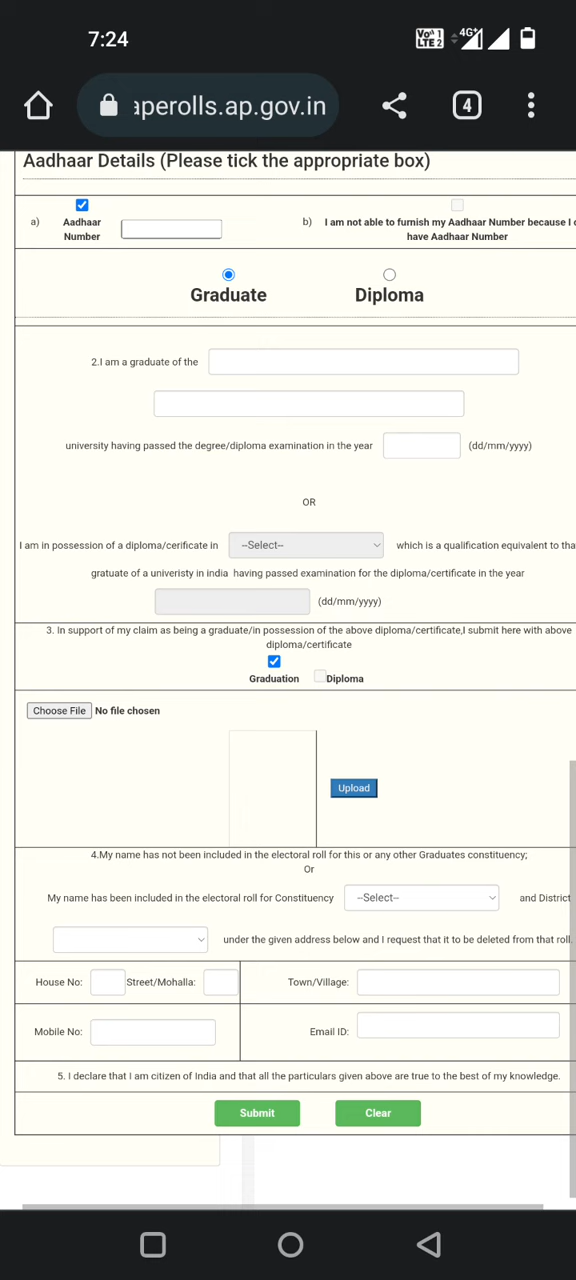 7:24
Vo)) 1
LTE 2
4G+
aperolls.ap.gov.in
4
Aadhaar Details (Please tick the appropriate box)
a) Aadhaar
Number
b) I am not able to furnish my Aadhaar Number because I
have Aadhaar Number
Graduate Diploma
2.I am a graduate of the
university having passed the degree/diploma examination in the year (dd/mm/yyyy)
OR
I am in possession of a diploma/cerificate in --Select-- which is a qualification equivalent to tha
gratuate of a univeristy in india having passed examination for the diploma/certificate in the year
(dd/mm/yyyy)
3. In support of my claim as being a graduate/in possession of the above diploma/certificate,I submit here with above
diploma/certificate
Graduation Diploma
Choose File No file chosen
Upload
4.My name has not been included in the electoral roll for this or any other Graduates constituency;
Or
My name has been included in the electoral roll for Constituency --Select-- and District
under the given address below and I request that it to be deleted from that roll.
House No: Street/Mohalla: Town/Village:
Mobile No: Email ID:
5. I declare that I am citizen of India and that all the particulars given above are true to the best of my knowledge.
Submit Clear